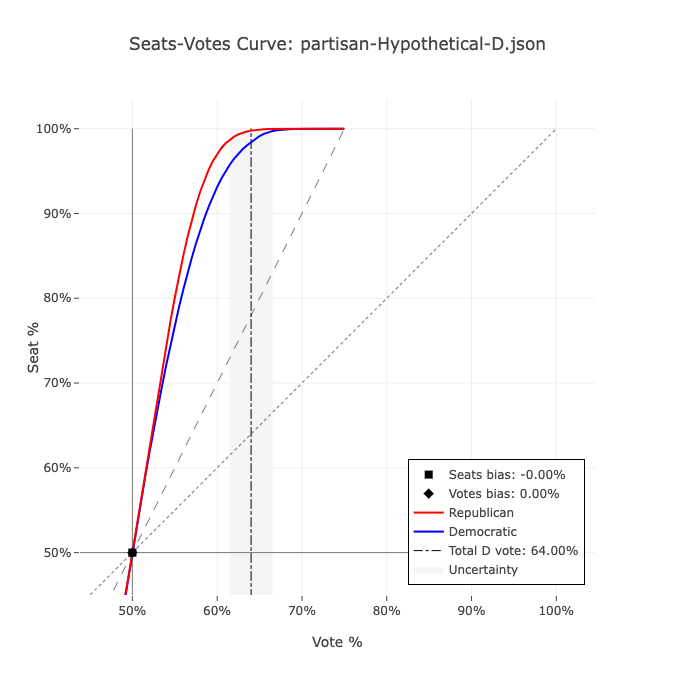 Seats-Votes Curve: partisan-Hypothetical-D.json
100%
90%
80%
70%
60%
50%
Seat %
50%
60%
70%
80%
90%
100%
Vote %
Seats bias: -0.00%
Votes bias: 0.00%
Republican
Democratic
Total D vote: 64.00%
Uncertainty